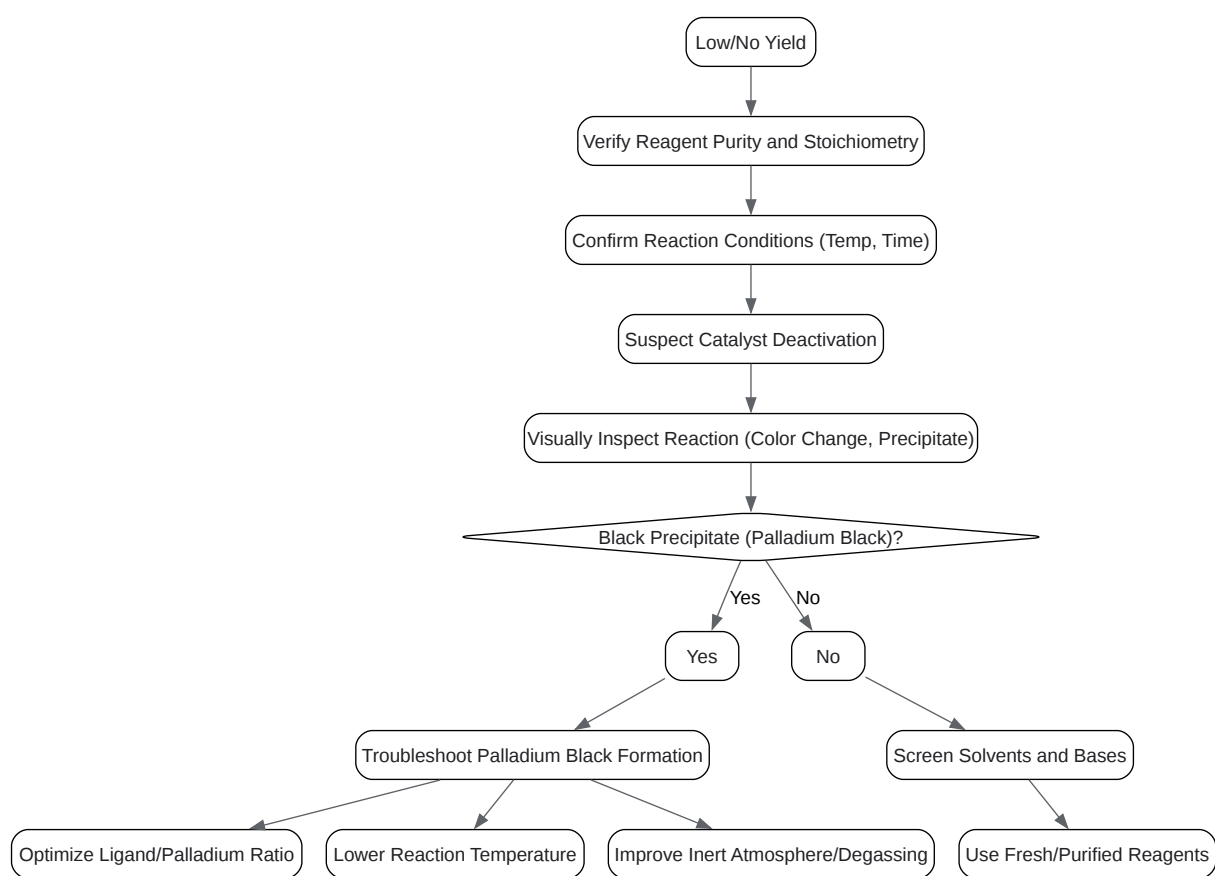 Low/No Yield
Verify Reagent Purity and Stoichiometry
Confirm Reaction Conditions (Temp, Time)
Suspect Catalyst Deactivation
Visually Inspect Reaction (Color Change, Precipitate)
Black Precipitate (Palladium Black)?
Yes
No
Yes
No
Troubleshoot Palladium Black Formation
Screen Solvents and Bases
Optimize Ligand/Palladium Ratio
Lower Reaction Temperature
Improve Inert Atmosphere/Degassing
Use Fresh/Purified Reagents